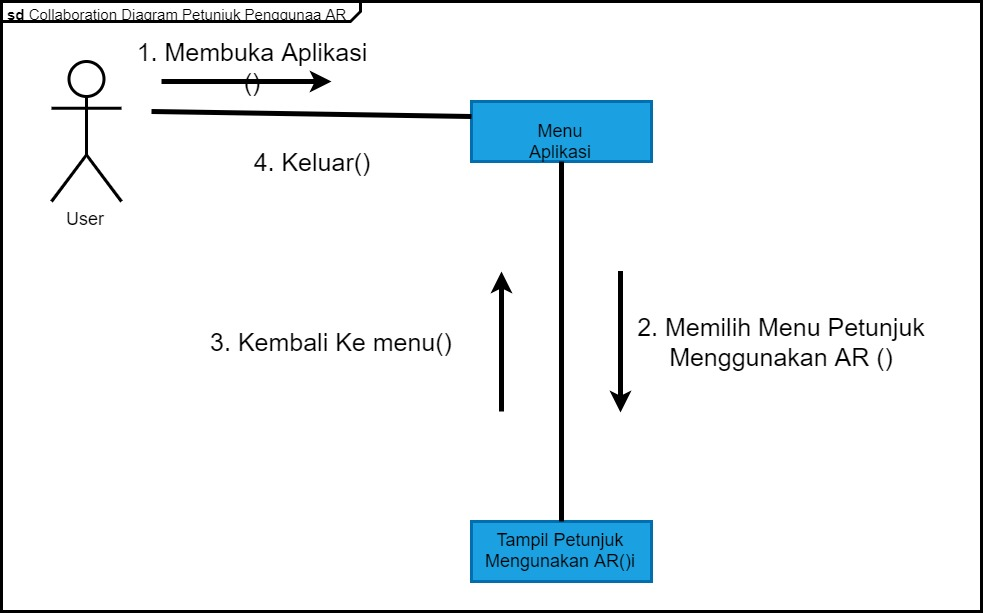 sd Collaboration Diagram Petunjuk Penggunaa AR
1. Membuka Aplikasi
()
Menu
Aplikasi
4. Keluar()
User
3. Kembali Ke menu()
2. Memilih Menu Petunjuk
Menggunakan AR ()
Tampil Petunjuk
Mengunakan AR()i